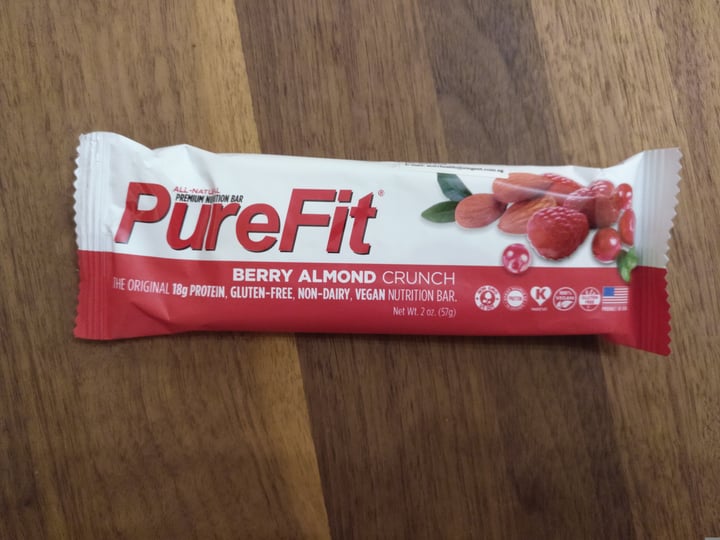 ALL-NATURAL
PREMIUM NUTRITION BAR
PureFit®
BERRY ALMOND CRUNCH
THE ORIGINAL 18g PROTEIN, GLUTEN-FREE, NON-DAIRY, VEGAN NUTRITION BAR.
Net Wt. 2 oz. (57g)